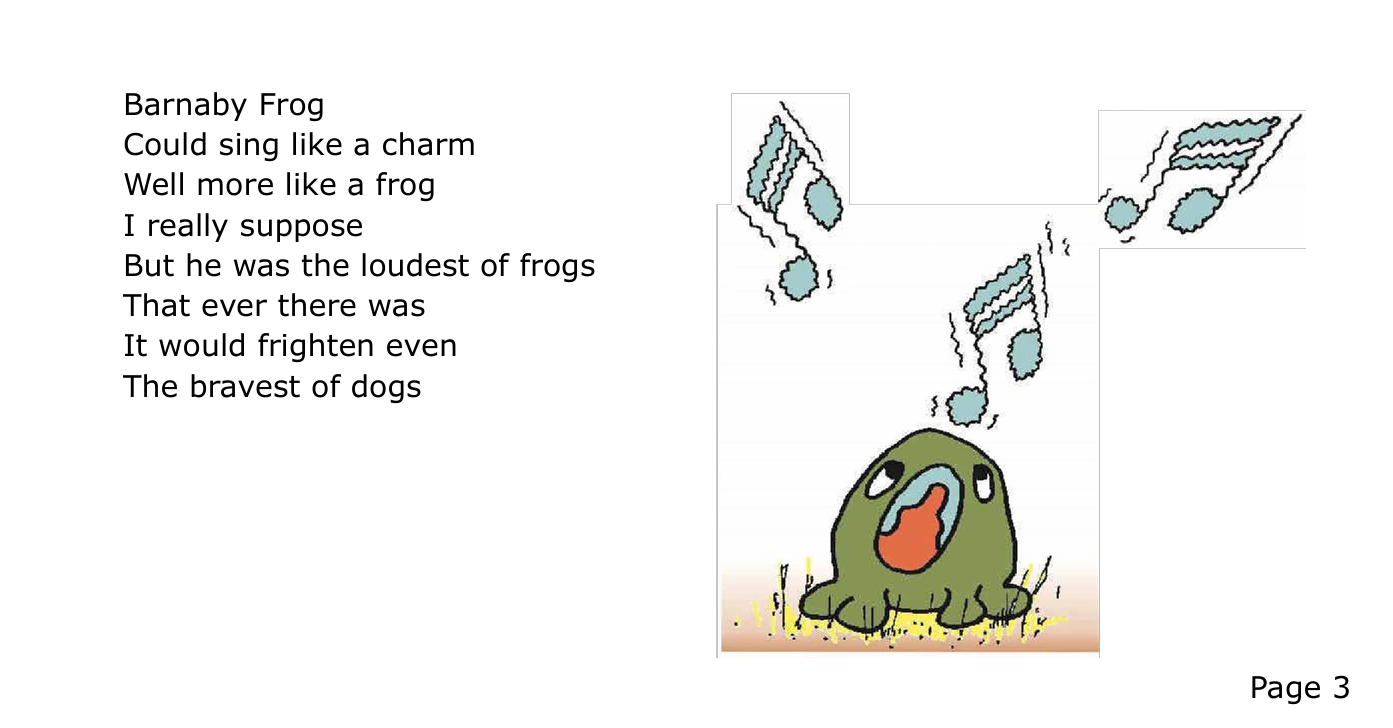 Barnaby Frog
Could sing like a charm
Well more like a frog
I really suppose
But he was the loudest of frogs
That ever there was
It would frighten even
The bravest of dogs
Page 3